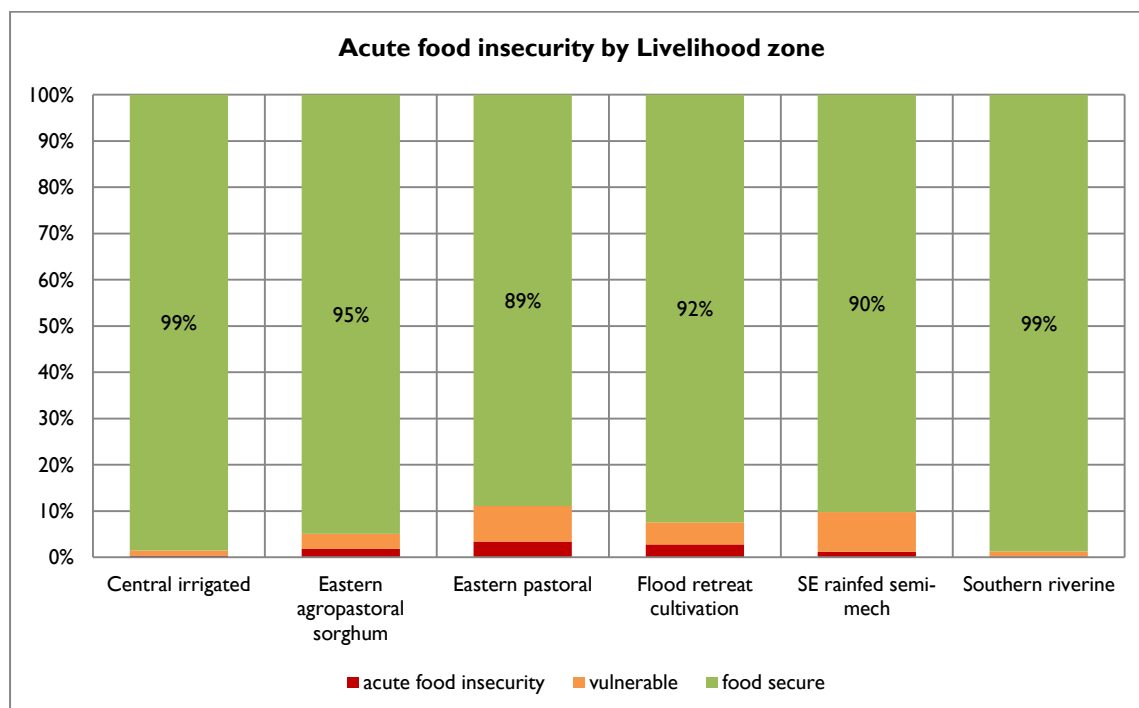 Acute food insecurity by Livelihood zone
100%
90%
80%
70%
60%
50%
40%
30%
20%
10%
0%
99%
95%
89%
92%
90%
99%
Central irrigated
Eastern
agropastoral
sorghum
Eastern pastoral
Flood retreat
cultivation
SE rainfed semi-
mech
Southern riverine
acute food insecurity
vulnerable
food secure